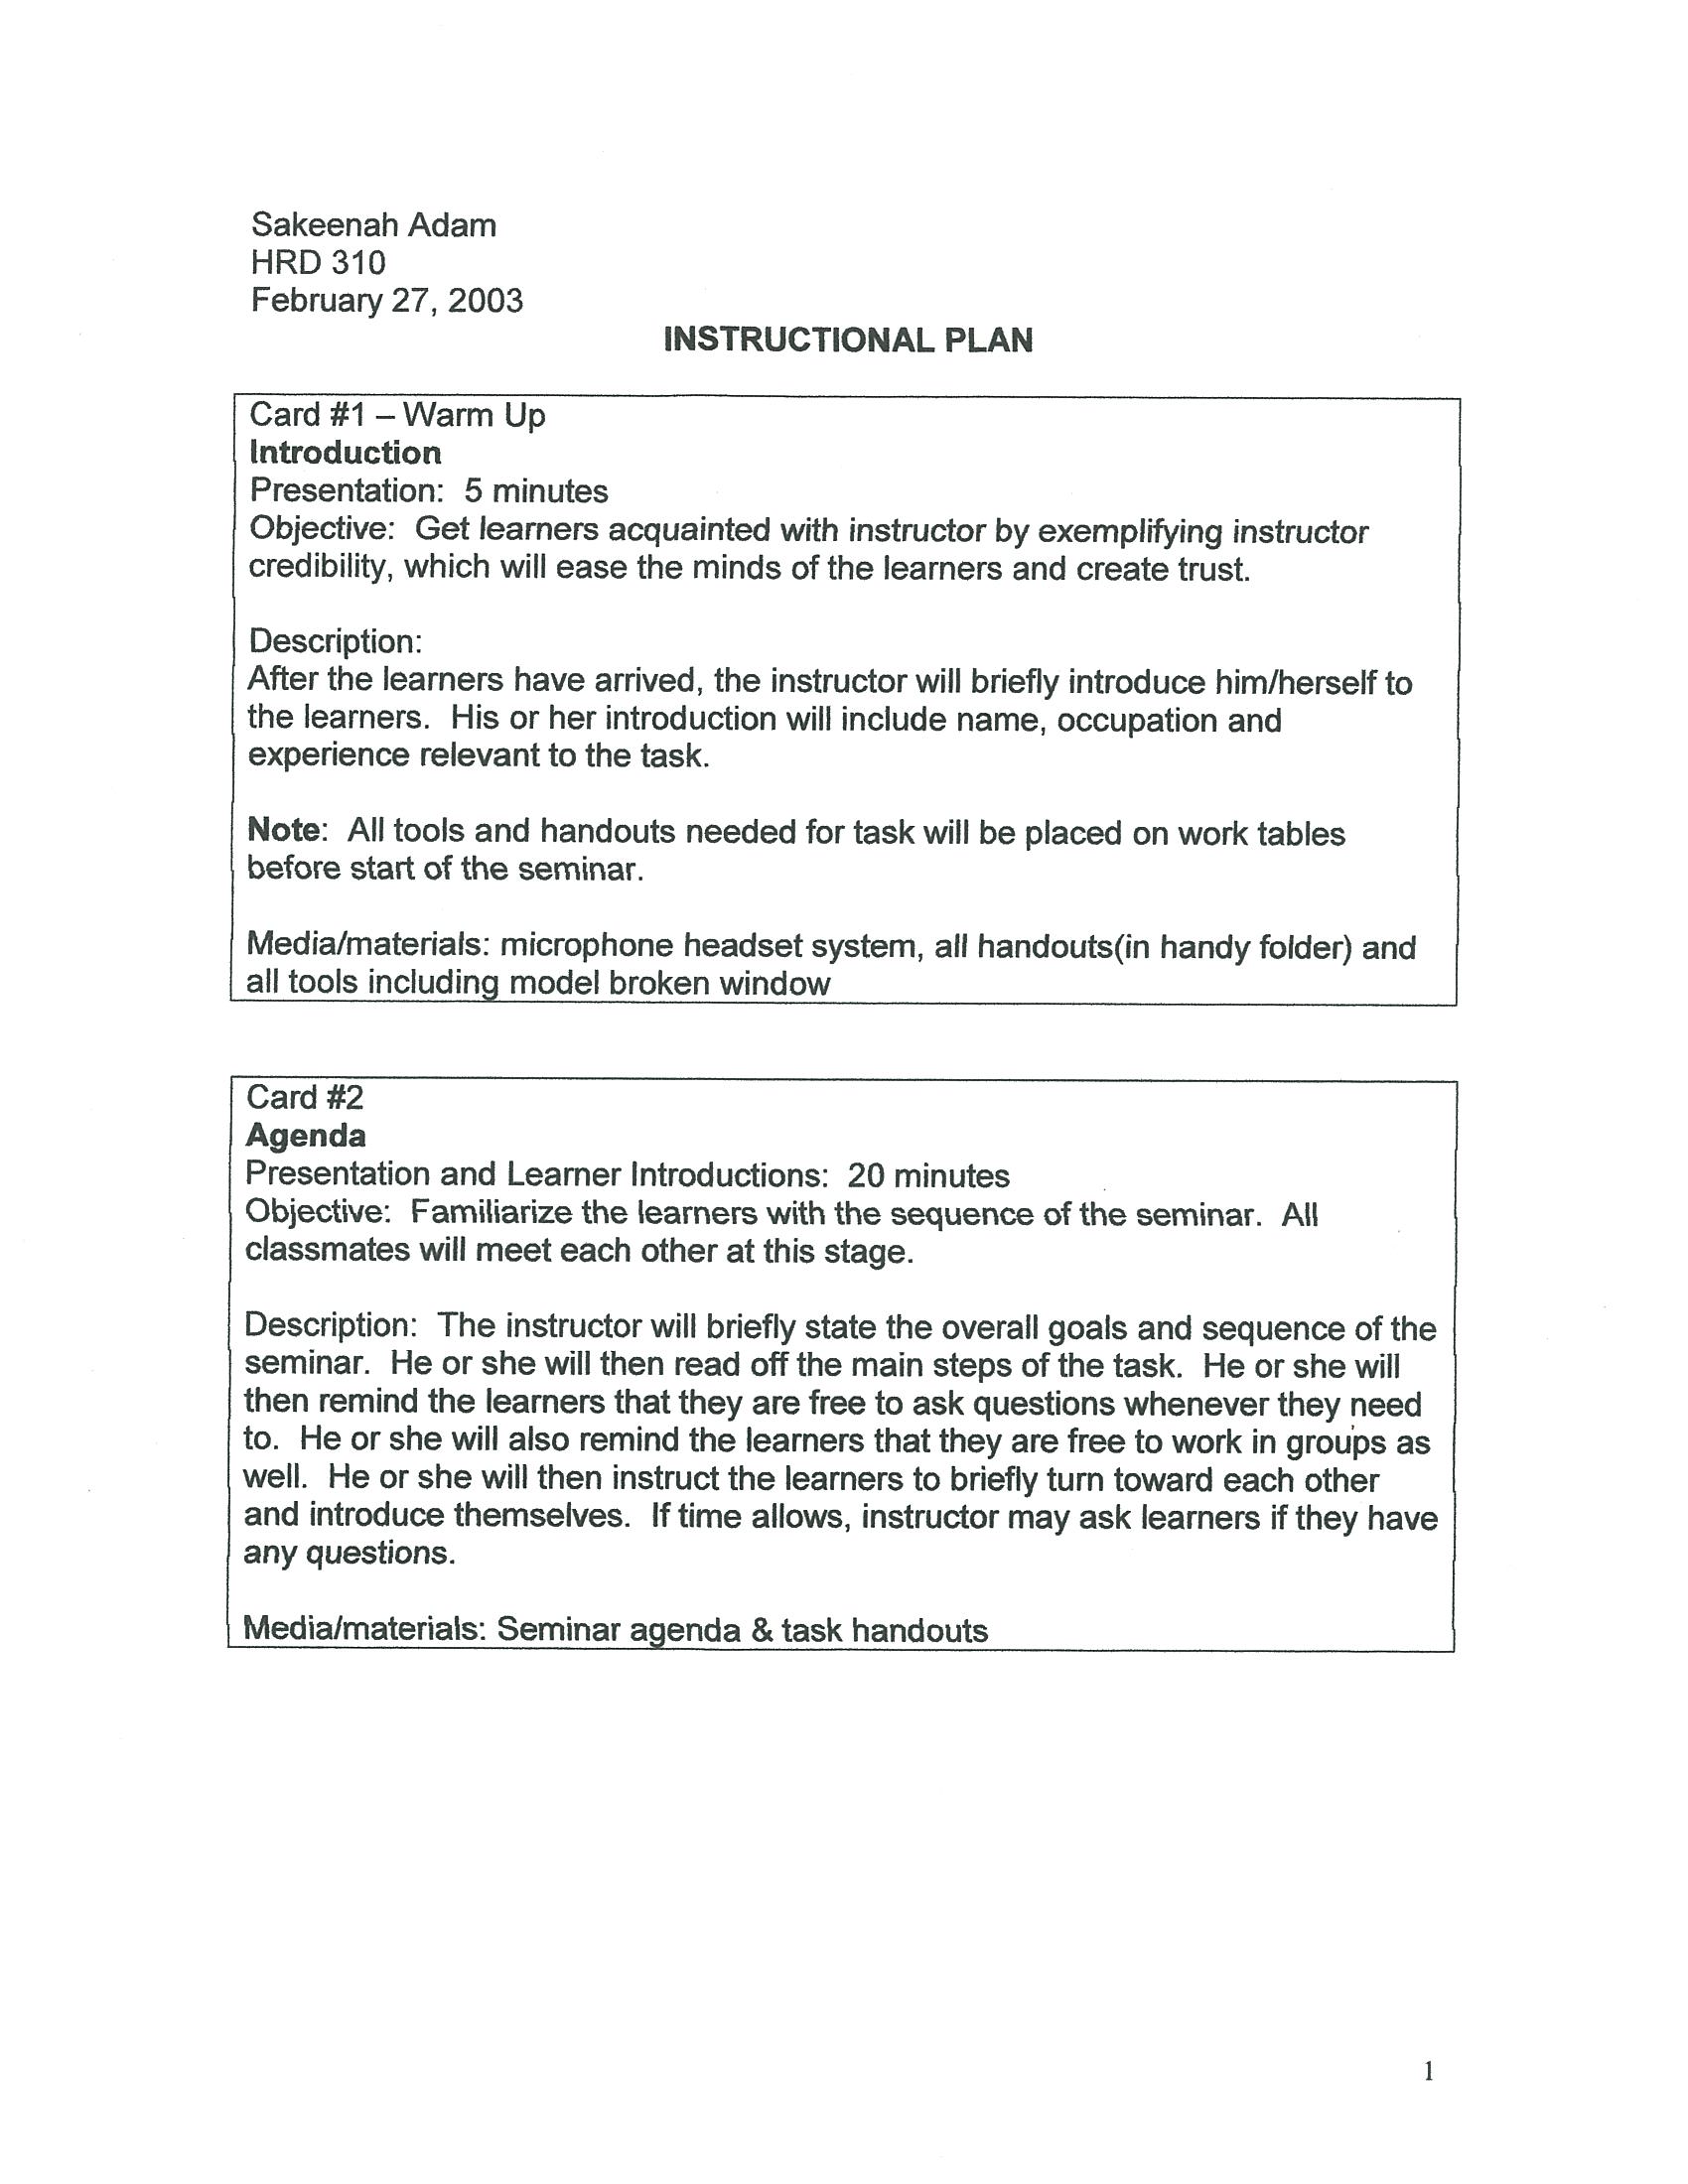 Sakeenah Adam
HRD 310
February 27, 2003
INSTRUCTIONAL PLAN
Card #1 – Warm Up
Introduction
Presentation:  5 minutes
Objective:  Get learners acquainted with instructor by exemplifying instructor
credibility, which will ease the minds of the learners and create trust.
Description:
After the learners have arrived, the instructor will briefly introduce him/herself to
the learners.  His or her introduction will include name, occupation and
experience relevant to the task.
Note:  All tools and handouts needed for task will be placed on work tables
before start of the seminar.
Media/materials: microphone headset system, all handouts(in handy folder) and
all tools including model broken window
Card #2
Agenda
Presentation and Learner Introductions:  20 minutes
Objective:  Familiarize the learners with the sequence of the seminar.  All
classmates will meet each other at this stage.
Description:  The instructor will briefly state the overall goals and sequence of the
seminar.  He or she will then read off the main steps of the task.  He or she will
then remind the learners that they are free to ask questions whenever they need
to.  He or she will also remind the learners that they are free to work in groups as
well.  He or she will then instruct the learners to briefly turn toward each other
and introduce themselves.  If time allows, instructor may ask learners if they have
any questions.
Media/materials: Seminar agenda & task handouts
1